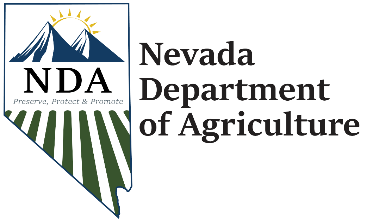 NDA
Preserve, Protect & Promote
Nevada
Department
of Agriculture